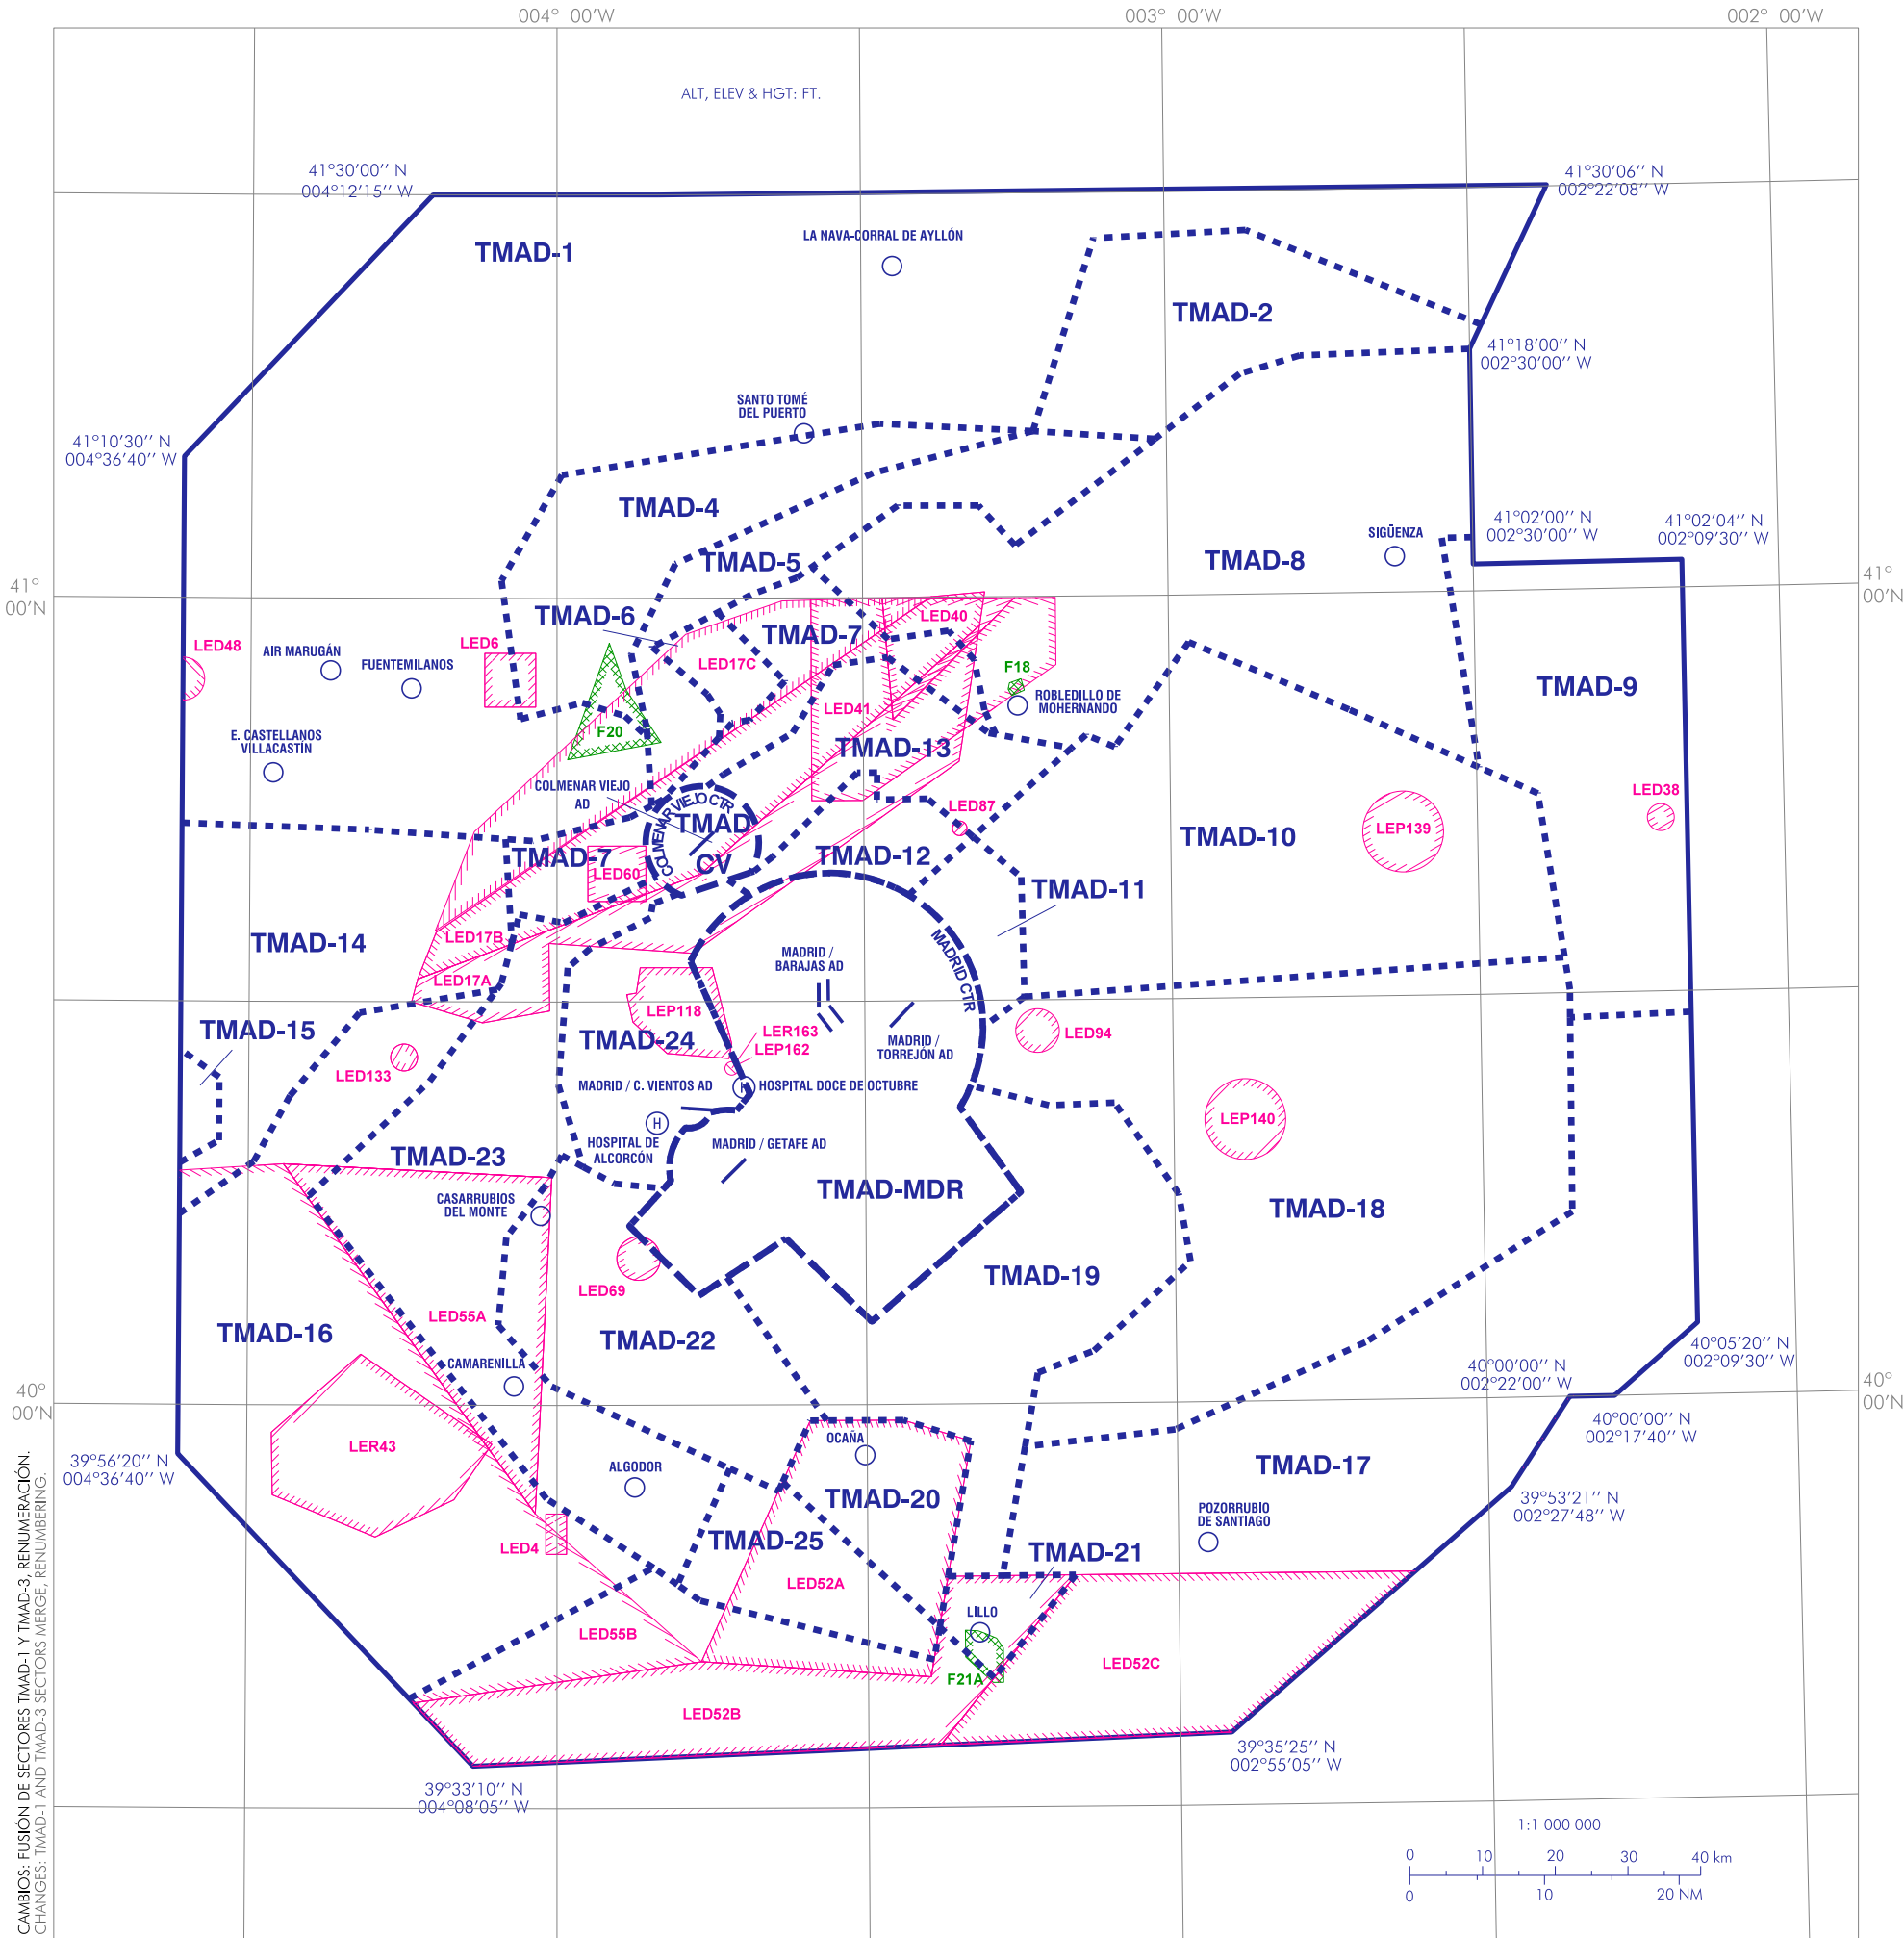 004° 00’W
003° 00’W
002° 00’W
ALT, ELEV & HGT: FT.
41°30’00’’ N
004°12’15’’ W
41°30’06’’ N
002°22’08’’ W
TMAD-1
LA NAVA-CORRAL DE AYLLÓN
TMAD-2
41°18’00’’ N
002°30’00’’ W
SANTO TOMÉ
DEL PUERTO
41°10’30’’ N
004°36’40’’ W
TMAD-4
41°02’00’’ N
002°30’00’’ W
41°02’04’’ N
002°09’30’’ W
SIGÜENZA
TMAD-5
TMAD-8
41°
00’N
41°
00’N
TMAD-6
LED40
TMAD-7
LED48
AIR MARUGÁN
FUENTEMILANOS
LED6
LED17C
F18
ROBLEDILLO DE
MOHERNANDO
TMAD-9
LED41
F20
E. CASTELLANOS
VILLACASTÍN
TMAD-13
COLMENAR VIEJO
AD
COLMENAR VIEJO CTR
TMAD
CV
LED87
LED38
LEP139
TMAD-10
TMAD-7
LED60
TMAD-12
TMAD-11
TMAD-14
LED17B
LED17A
MADRID /
BARAJAS AD
MADRID CTR
LEP118
TMAD-15
TMAD-24
LER163
LEP162
MADRID /
TORREJÓN AD
LED94
LED133
MADRID / C. VIENTOS AD
H
HOSPITAL DOCE DE OCTUBRE
H
HOSPITAL DE
ALCORCÓN
MADRID / GETAFE AD
LEP140
TMAD-23
CASARRUBIOS
DEL MONTE
TMAD-MDR
TMAD-18
TMAD-19
LED69
LED55A
TMAD-16
TMAD-22
CAMARENILLA
40°05’20’’ N
002°09’30’’ W
40°00’00’’ N
002°22’00’’ W
40°
00’N
40°
00’N
40°00’00’’ N
002°17’40’’ W
LER43
OCAÑA
39°56’20’’ N
004°36’40’’ W
ALGODOR
TMAD-17
TMAD-20
39°53’21’’ N
002°27’48’’ W
POZORRUBIO
DE SANTIAGO
LED4
TMAD-25
TMAD-21
LED52A
LILLO
LED55B
F21A
LED52C
LED52B
39°35’25’’ N
002°55’05’’ W
39°33’10’’ N
004°08’05’’ W
1:1 000 000
0 10 20 30 40 km
0 10 20 NM
CAMBIOS: FUSIÓN DE SECTORES TMAD-1 Y TMAD-3, RENUMERACIÓN.
CHANGES: TMAD-1 AND TMAD-3 SECTORS MERGE, RENUMBERING.